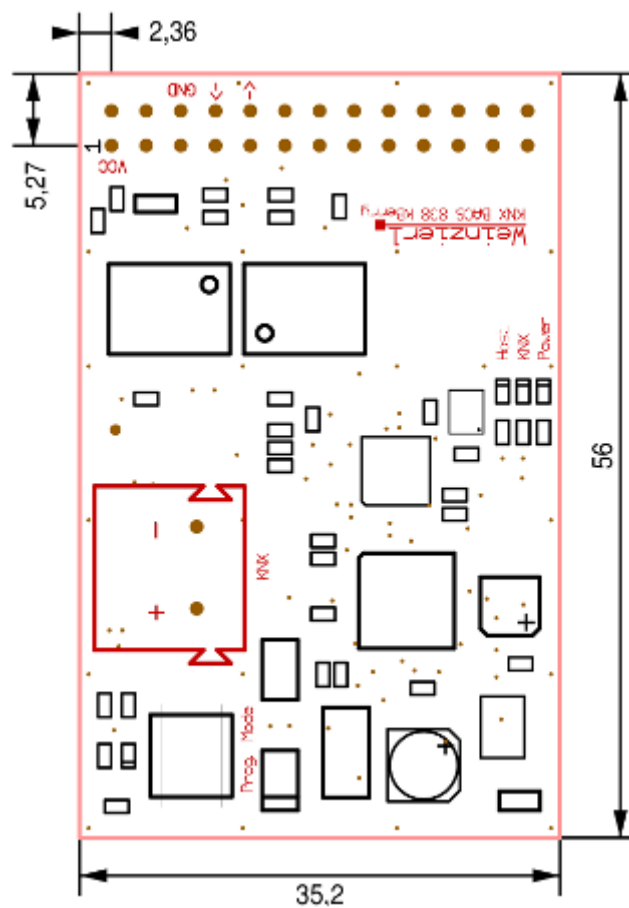 2,36
GND <- ->
5,27
1
VCC
KNX BAOS 838 kBerry
Weinzierl
Host
KNX
Power
56
-
KNX
+
Prog. Mode
+
+
35,2